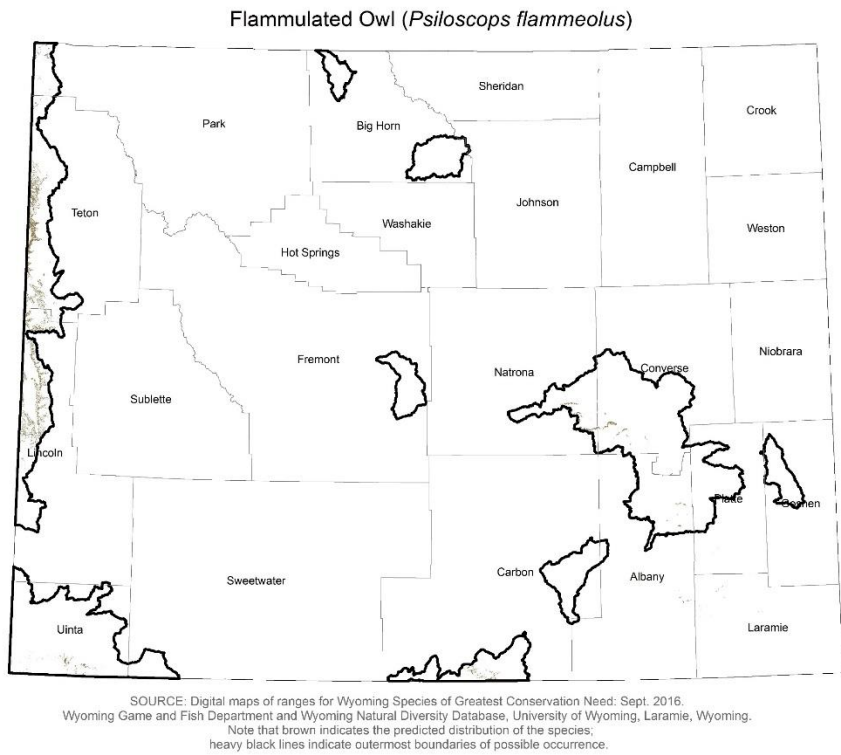 Flammulated Owl (Psiloscops flammeolus)
Sheridan
Crook
Park
Big Horn
Campbell
Teton
Johnson
Washakie
Weston
Hot Springs
Fremont
Niobrara
Natrona
Converse
Sublette
Lincoln
Platte
Goshen
Carbon
Albany
Sweetwater
Uinta
Laramie
SOURCE: Digital maps of ranges for Wyoming Species of Greatest Conservation Need: Sept. 2016.
Wyoming Game and Fish Department and Wyoming Natural Diversity Database, University of Wyoming, Laramie, Wyoming.
Note that brown indicates the predicted distribution of the species;
heavy black lines indicate outermost boundaries of possible occurrence.